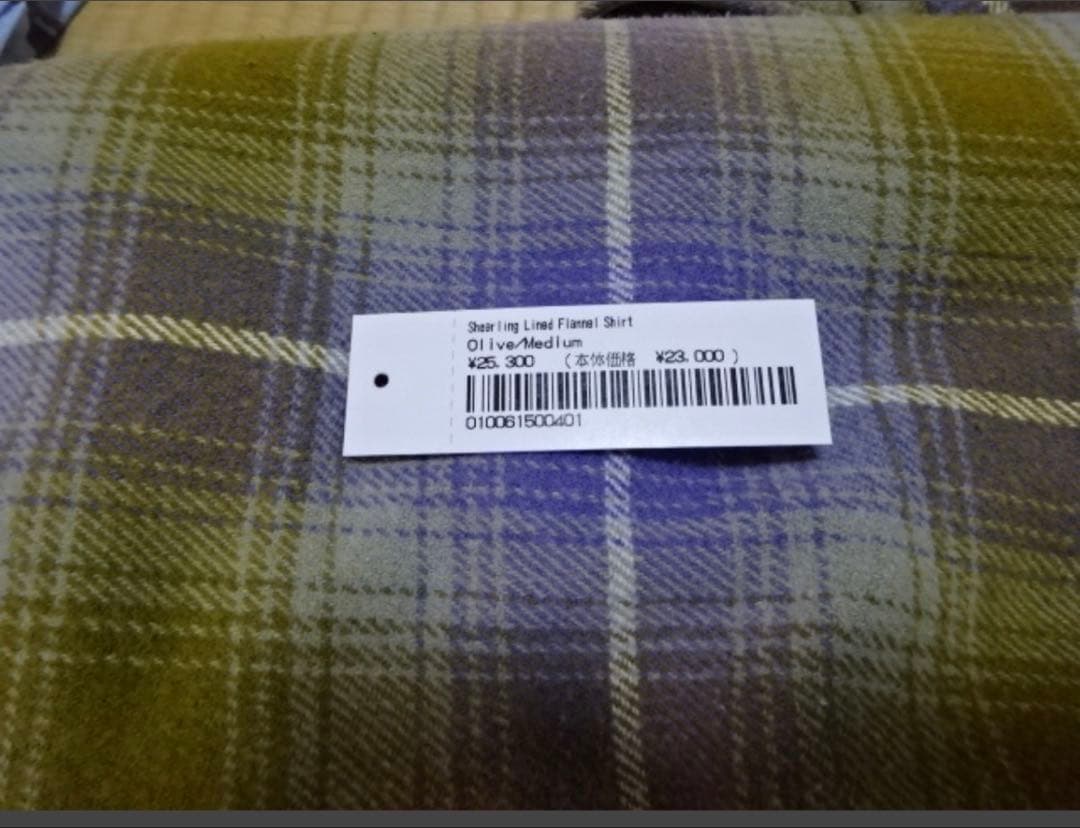 Shearling Lined Flannel Shirt
Olive/Medium
¥25.300 (本体価格 ¥23.000 )
010061500401